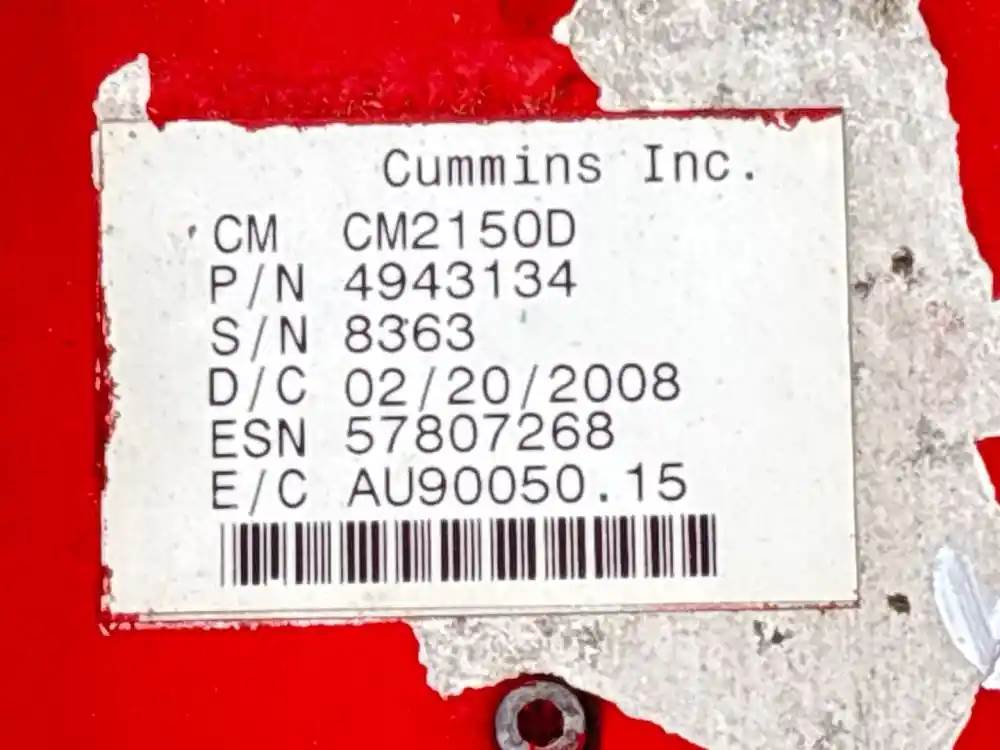 Cummins Inc.
CM CM2150D
P/N 4943134
S/N 8363
D/C 02/20/2008
ESN 57807268
E/C AU90050.15